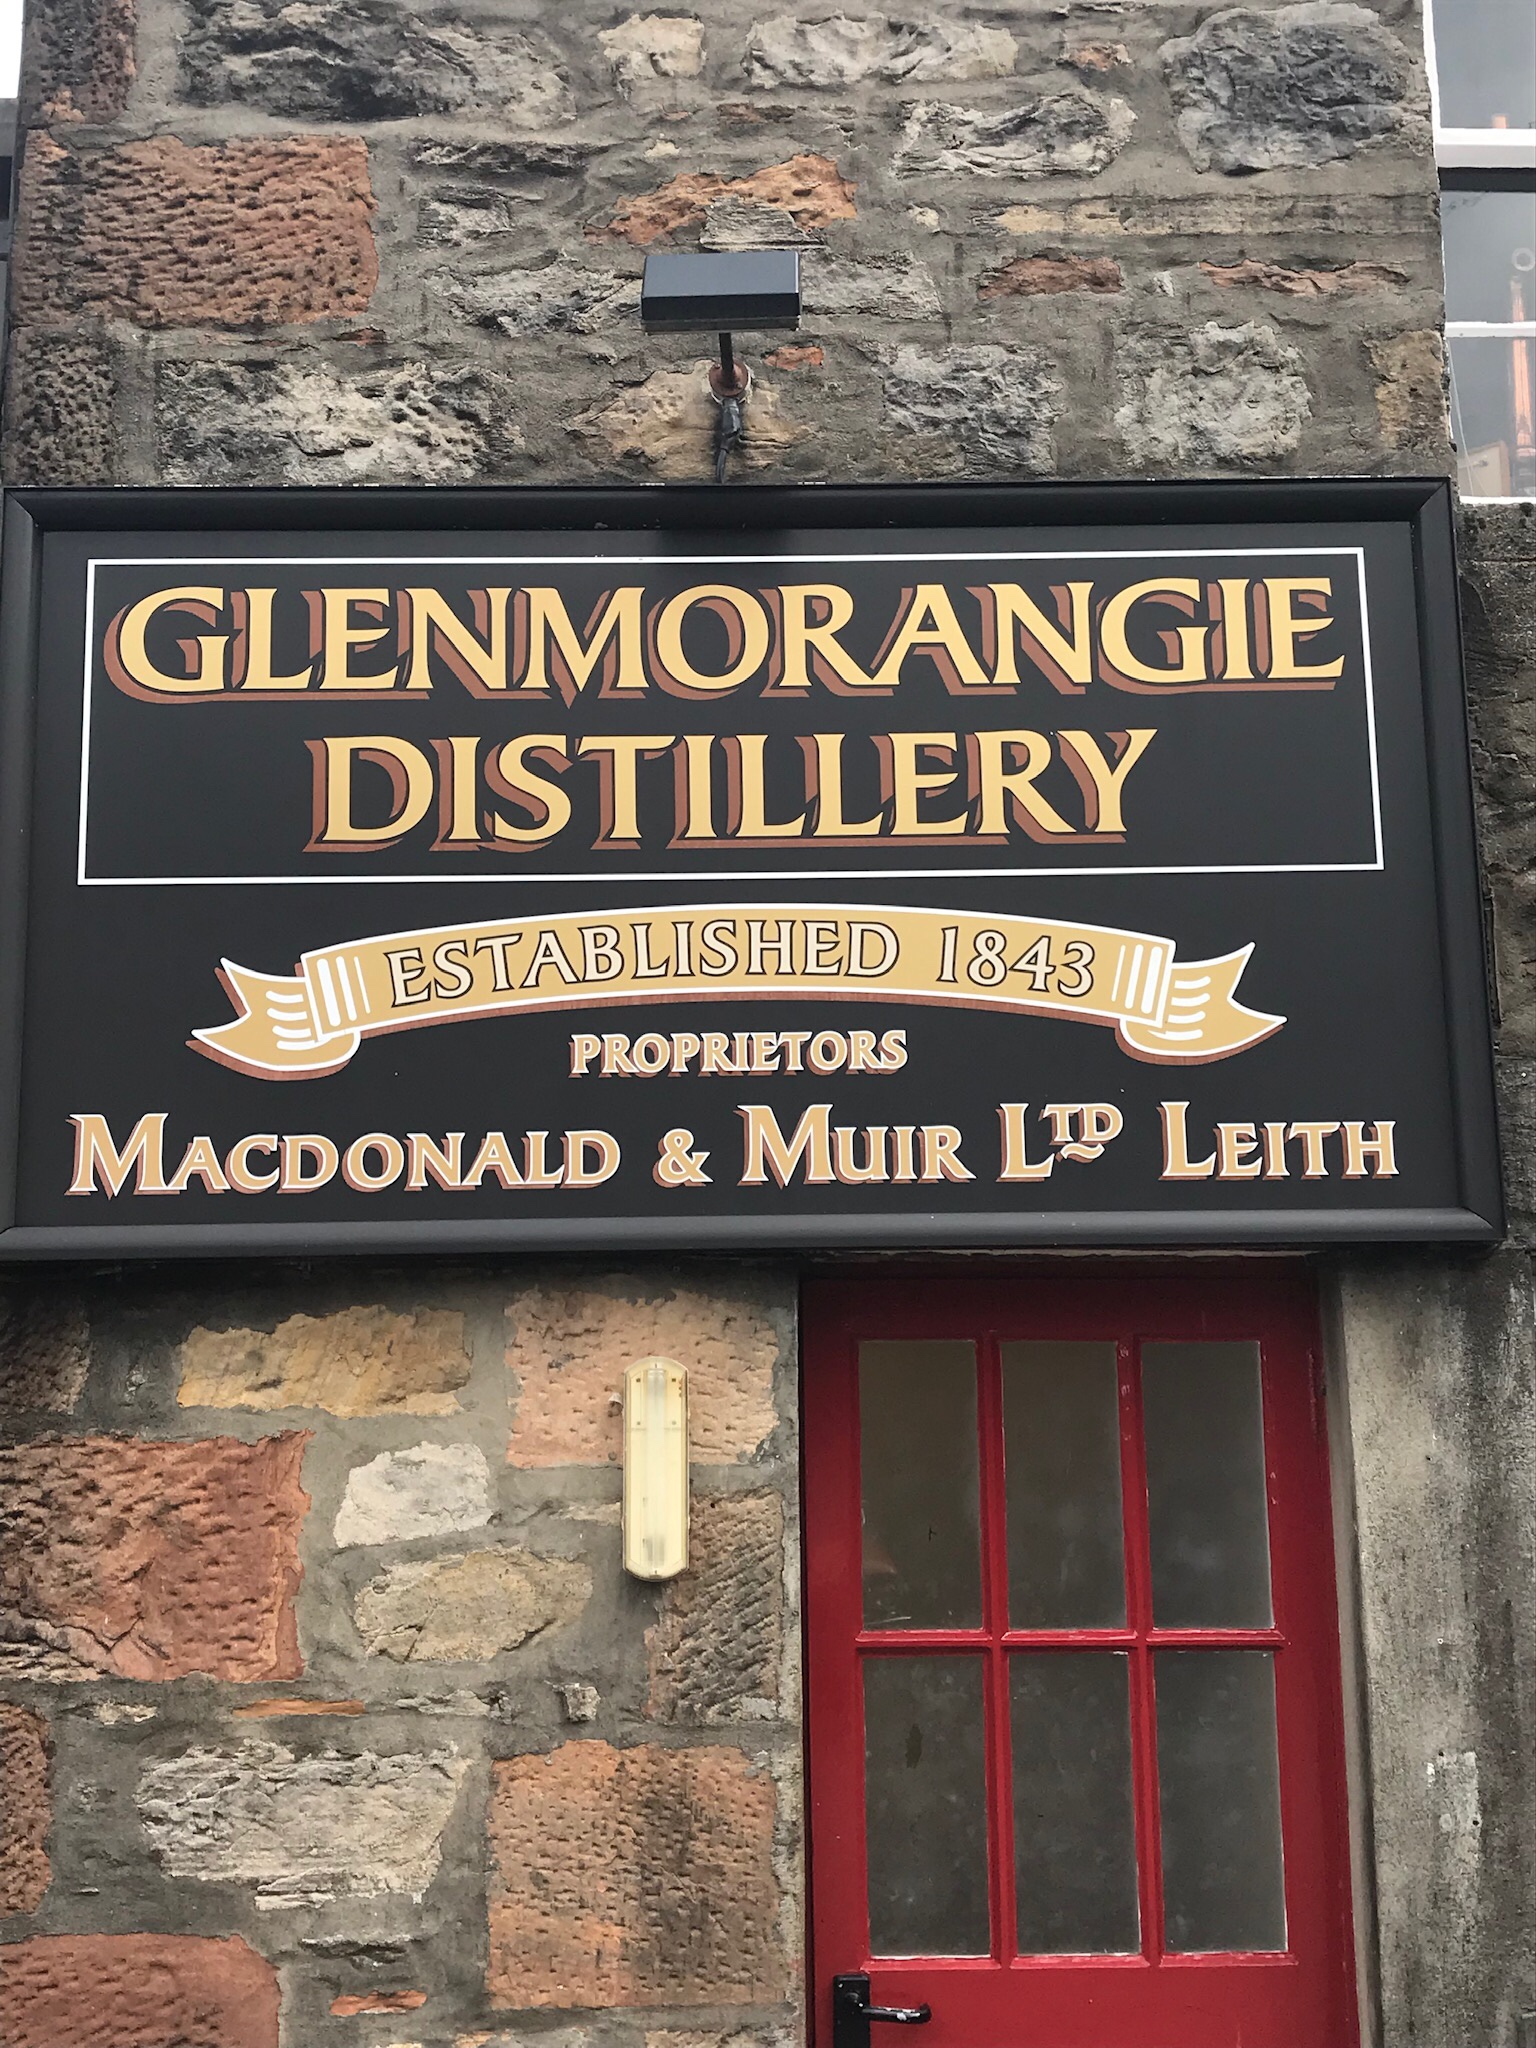 GLENMORANGIE
DISTILLERY
ESTABLISHED 1843
PROPRIETORS
MACDONALD & MUIR LTD LEITH